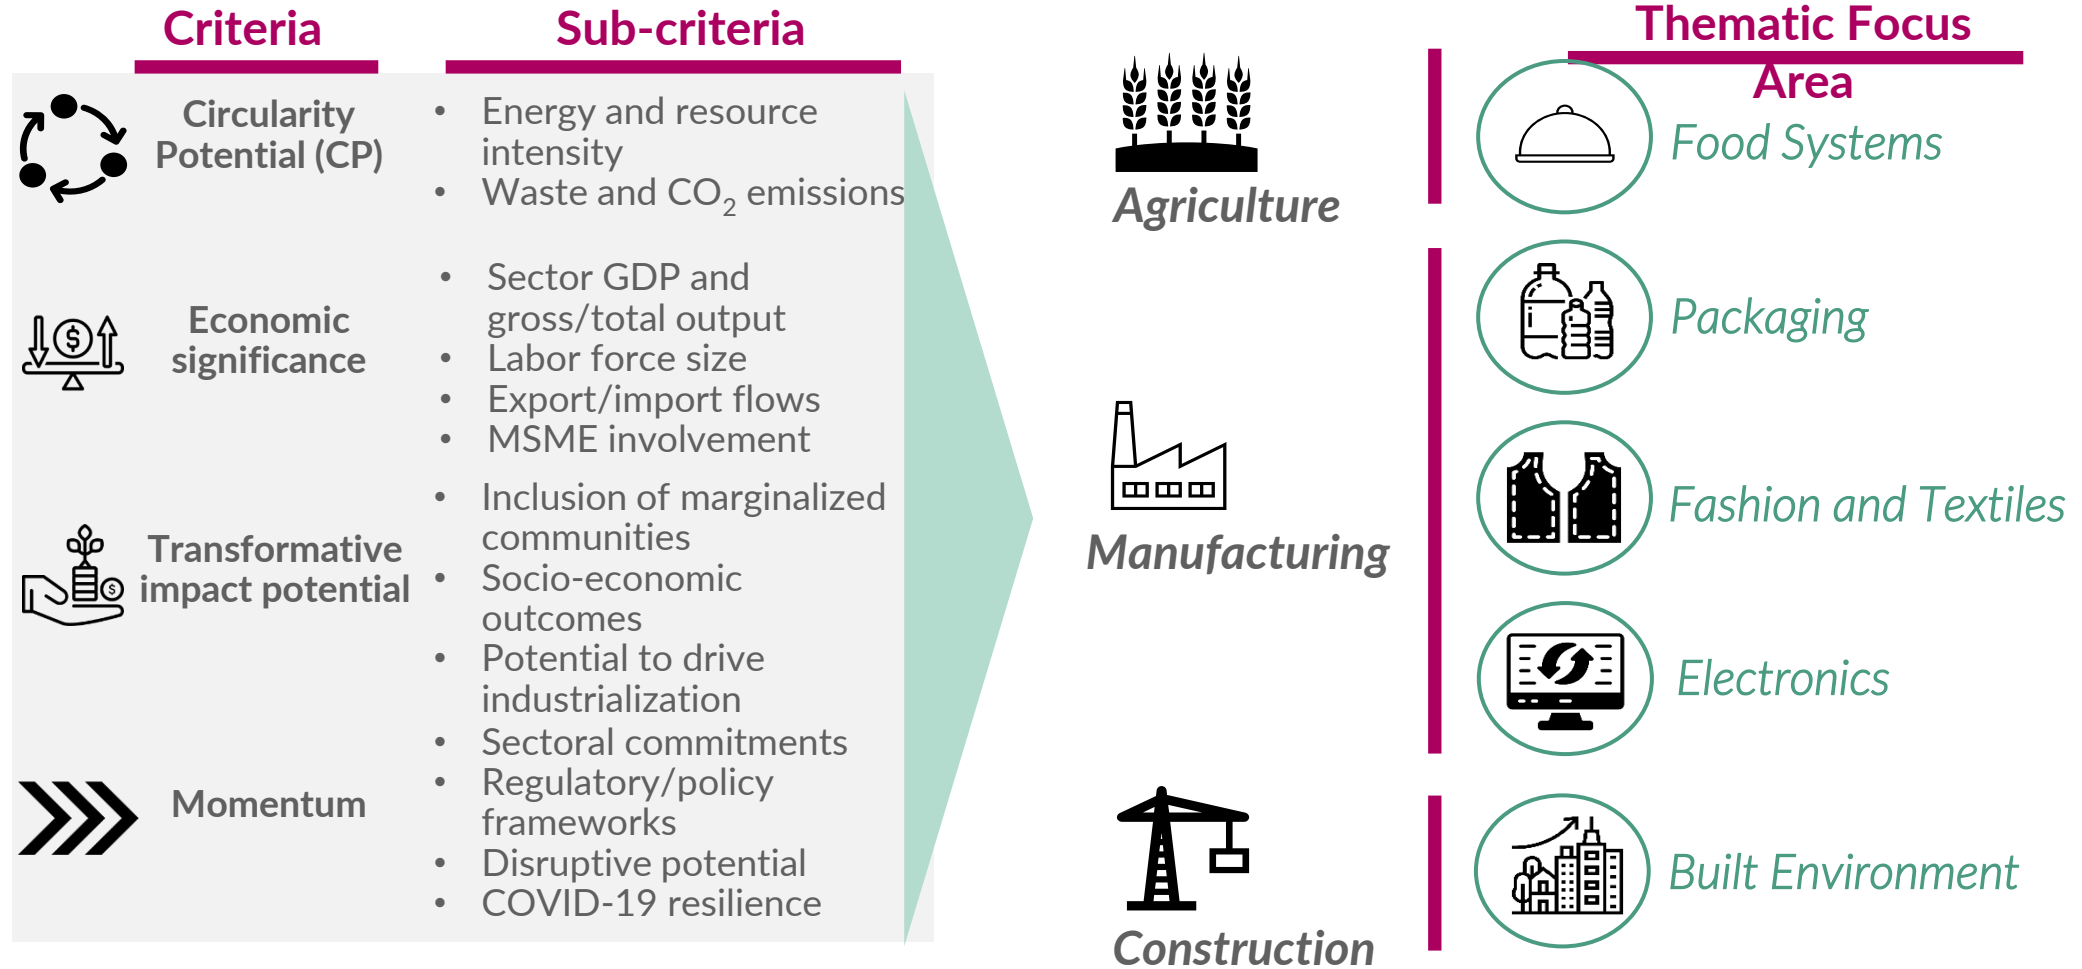 Criteria
Sub-criteria
Thematic Focus
Area
Circularity
Potential (CP)
• Energy and resource
intensity
• Waste and CO₂ emissions
Economic
significance
• Sector GDP and
gross/total output
• Labor force size
• Export/import flows
• MSME involvement
Transformative
impact potential
• Inclusion of marginalized
communities
• Socio-economic
outcomes
• Potential to drive
industrialization
Momentum
• Sectoral commitments
• Regulatory/policy
frameworks
• Disruptive potential
• COVID-19 resilience
Agriculture
Manufacturing
Construction
Food Systems
Packaging
Fashion and Textiles
Electronics
Built Environment